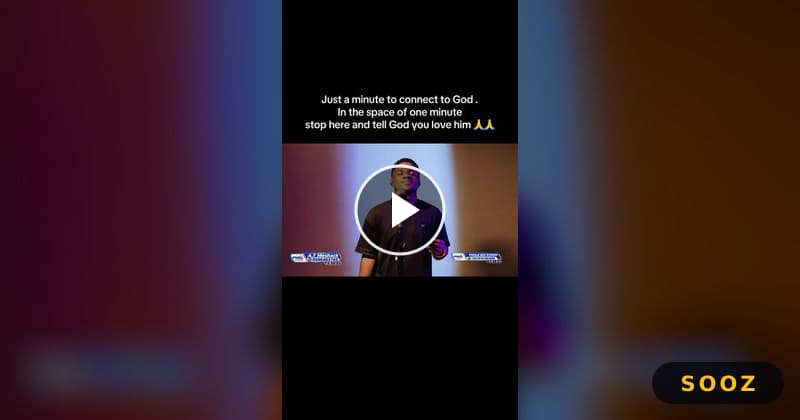 Just a minute to connect to God .
In the space of one minute
stop here and tell God you love him 🙏🙏
SOOZ